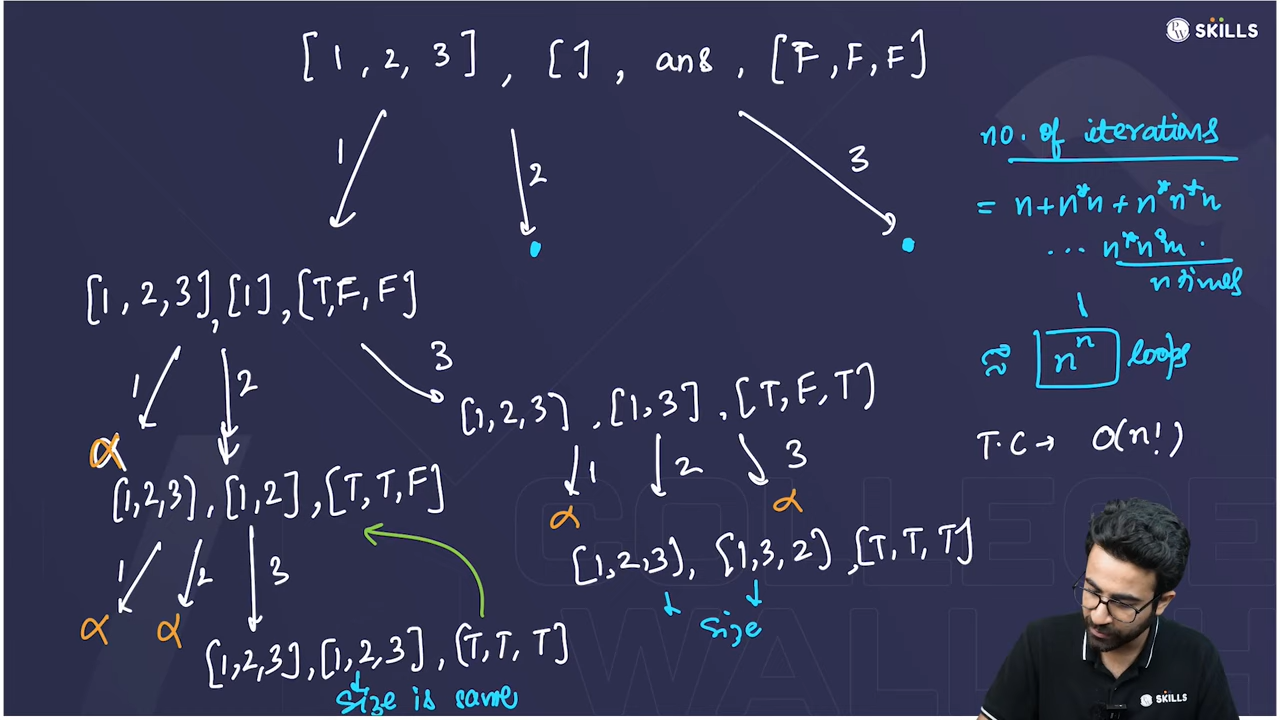 SKILLS
[1, 2, 3], [], ans, [F, F, F]
1
2
3
no. of iterations
= n+n*n+n*n*n
... n*n*n.
n times
≈ n^n loops
T.C → O(n!)
[1, 2, 3], [1], [T, F, F]
1
2
3
α
[1,2,3], [1,3], [T, F, T]
1
2
3
α
α
[1,2,3], [1,2], [T, T, F]
1
2
3
α
α
[1,2,3], [1,3,2], [T, T, T]
size
[1,2,3], [1,2,3], [T, T, T]
size is same
COLLEGE
WALLAH
SKILLS